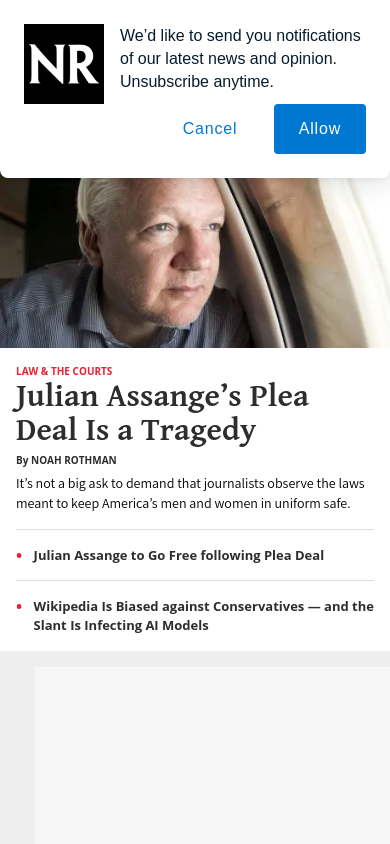 NR
We’d like to send you notifications
of our latest news and opinion.
Unsubscribe anytime.
Cancel
Allow
LAW & THE COURTS
Julian Assange’s Plea
Deal Is a Tragedy
By NOAH ROTHMAN
It’s not a big ask to demand that journalists observe the laws
meant to keep America’s men and women in uniform safe.
• Julian Assange to Go Free following Plea Deal
• Wikipedia Is Biased against Conservatives — and the
Slant Is Infecting AI Models